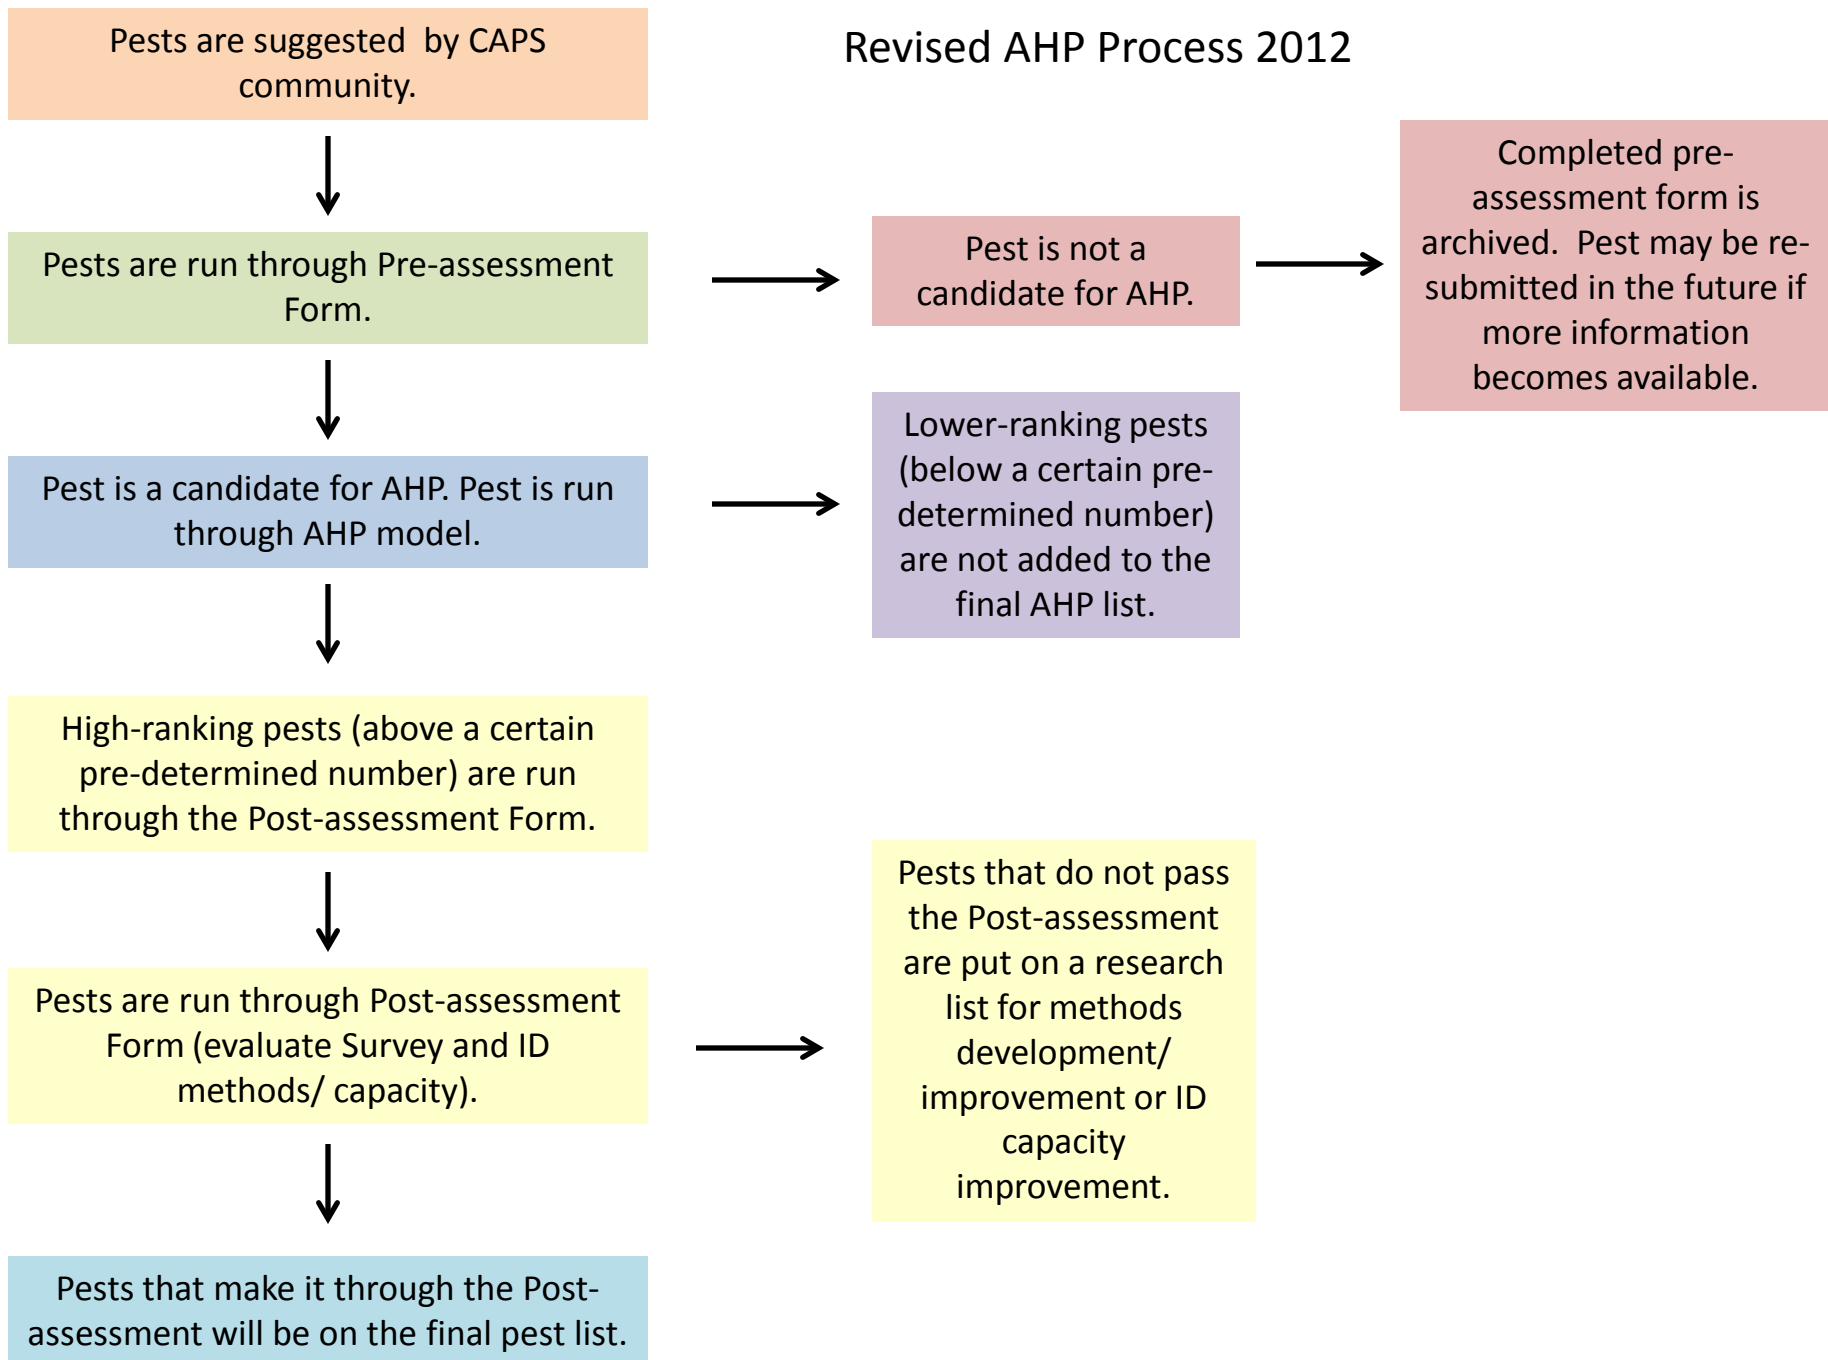 Revised AHP Process 2012
Pests are suggested  by CAPS
community.
Pests are run through Pre-assessment
Form.
Pest is not a
candidate for AHP.
Completed pre-
assessment form is
archived.  Pest may be re-
submitted in the future if
more information
becomes available.
Pest is a candidate for AHP. Pest is run
through AHP model.
Lower-ranking pests
(below a certain pre-
determined number)
are not added to the
final AHP list.
High-ranking pests (above a certain
pre-determined number) are run
through the Post-assessment Form.
Pests are run through Post-assessment
Form (evaluate Survey and ID
methods/ capacity).
Pests that do not pass
the Post-assessment
are put on a research
list for methods
development/
improvement or ID
capacity
improvement.
Pests that make it through the Post-
assessment will be on the final pest list.